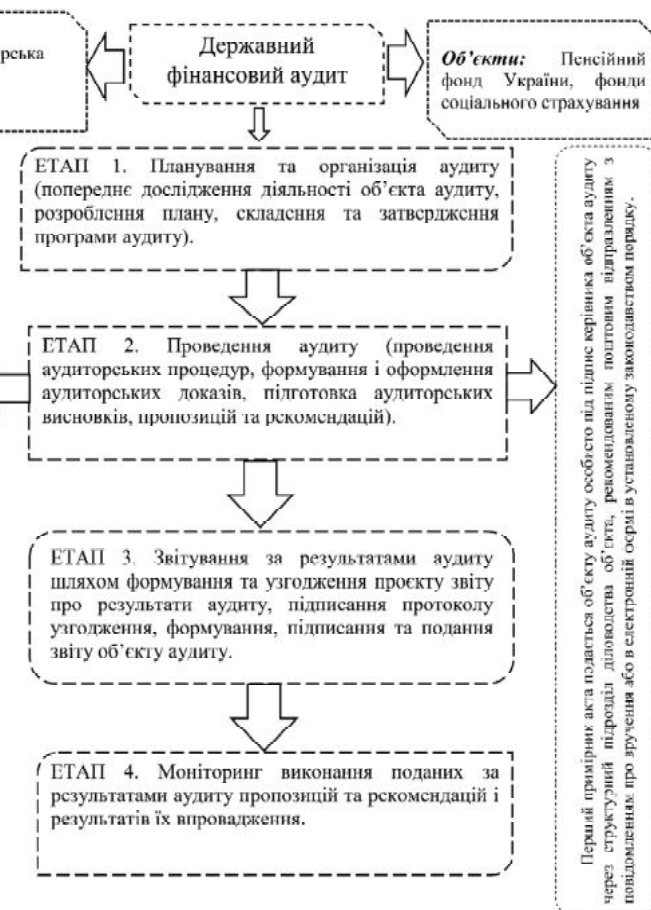 Державний
фінансовий аудит
Об’єкти: Пенсійний
фонд України, фонди
соціального страхування
ЕТАП 1. Планування та організація аудиту
(попереднє дослідження діяльності об’єкта аудиту,
розроблення плану, складення та затвердження
програми аудиту).
ЕТАП 2. Проведення аудиту (проведення
аудиторських процедур, формування і оформлення
аудиторських доказів, підготовка аудиторських
висновків, пропозицій та рекомендацій).
ЕТАП 3. Звітування за результатами аудиту
шляхом формування та узгодження проєкту звіту
про результати аудиту, підписання протоколу
узгодження, формування, підписання та подання
звіту об’єкту аудиту.
ЕТАП 4. Моніторинг виконання поданих за
результатами аудиту пропозицій та рекомендацій і
результатів їх впровадження.
Перший примірник акта подається об’єкту аудиту особисто під підпис керівника об’єкта аудиту
через структурний підрозділ діловодства об’єкта, рекомендованим поштовим відправленням з
повідомленням про вручення або в електронній формі в установленому законодавством порядку.